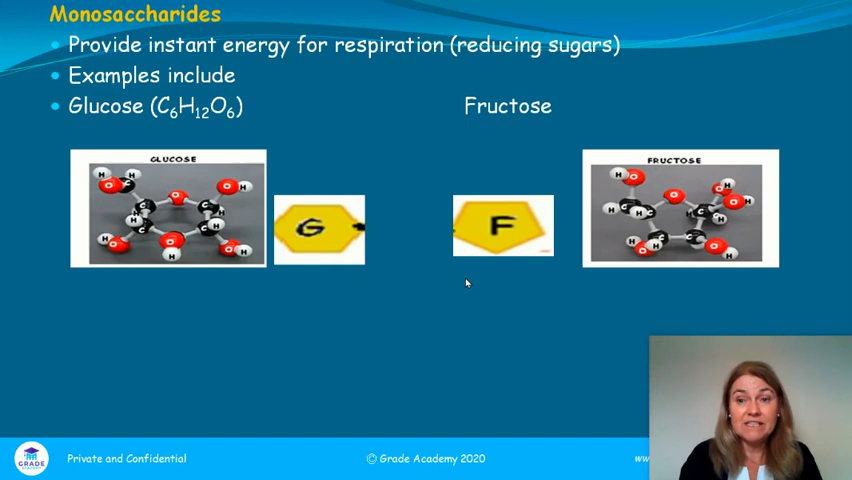 Monosaccharides
Provide instant energy for respiration (reducing sugars)
Examples include
Glucose (C₆H₁₂O₆)
Fructose
GLUCOSE
G
F
FRUCTOSE
GRADE
Private and Confidential
© Grade Academy 2020